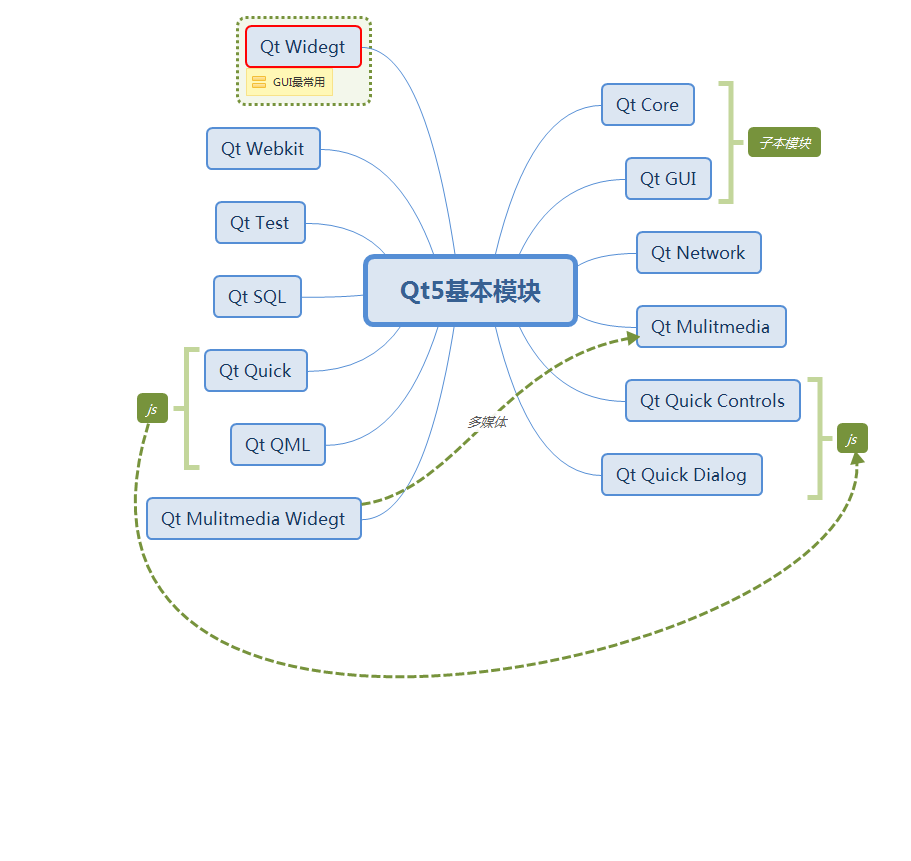 Qt5基本模块
Qt Core
Qt GUI
子本模块
Qt Network
Qt Mulitmedia
Qt Quick Controls
Qt Quick Dialog
js
Qt Widegt
GUI最常用
Qt Webkit
Qt Test
Qt SQL
Qt Quick
Qt QML
js
Qt Mulitmedia Widegt
多媒体